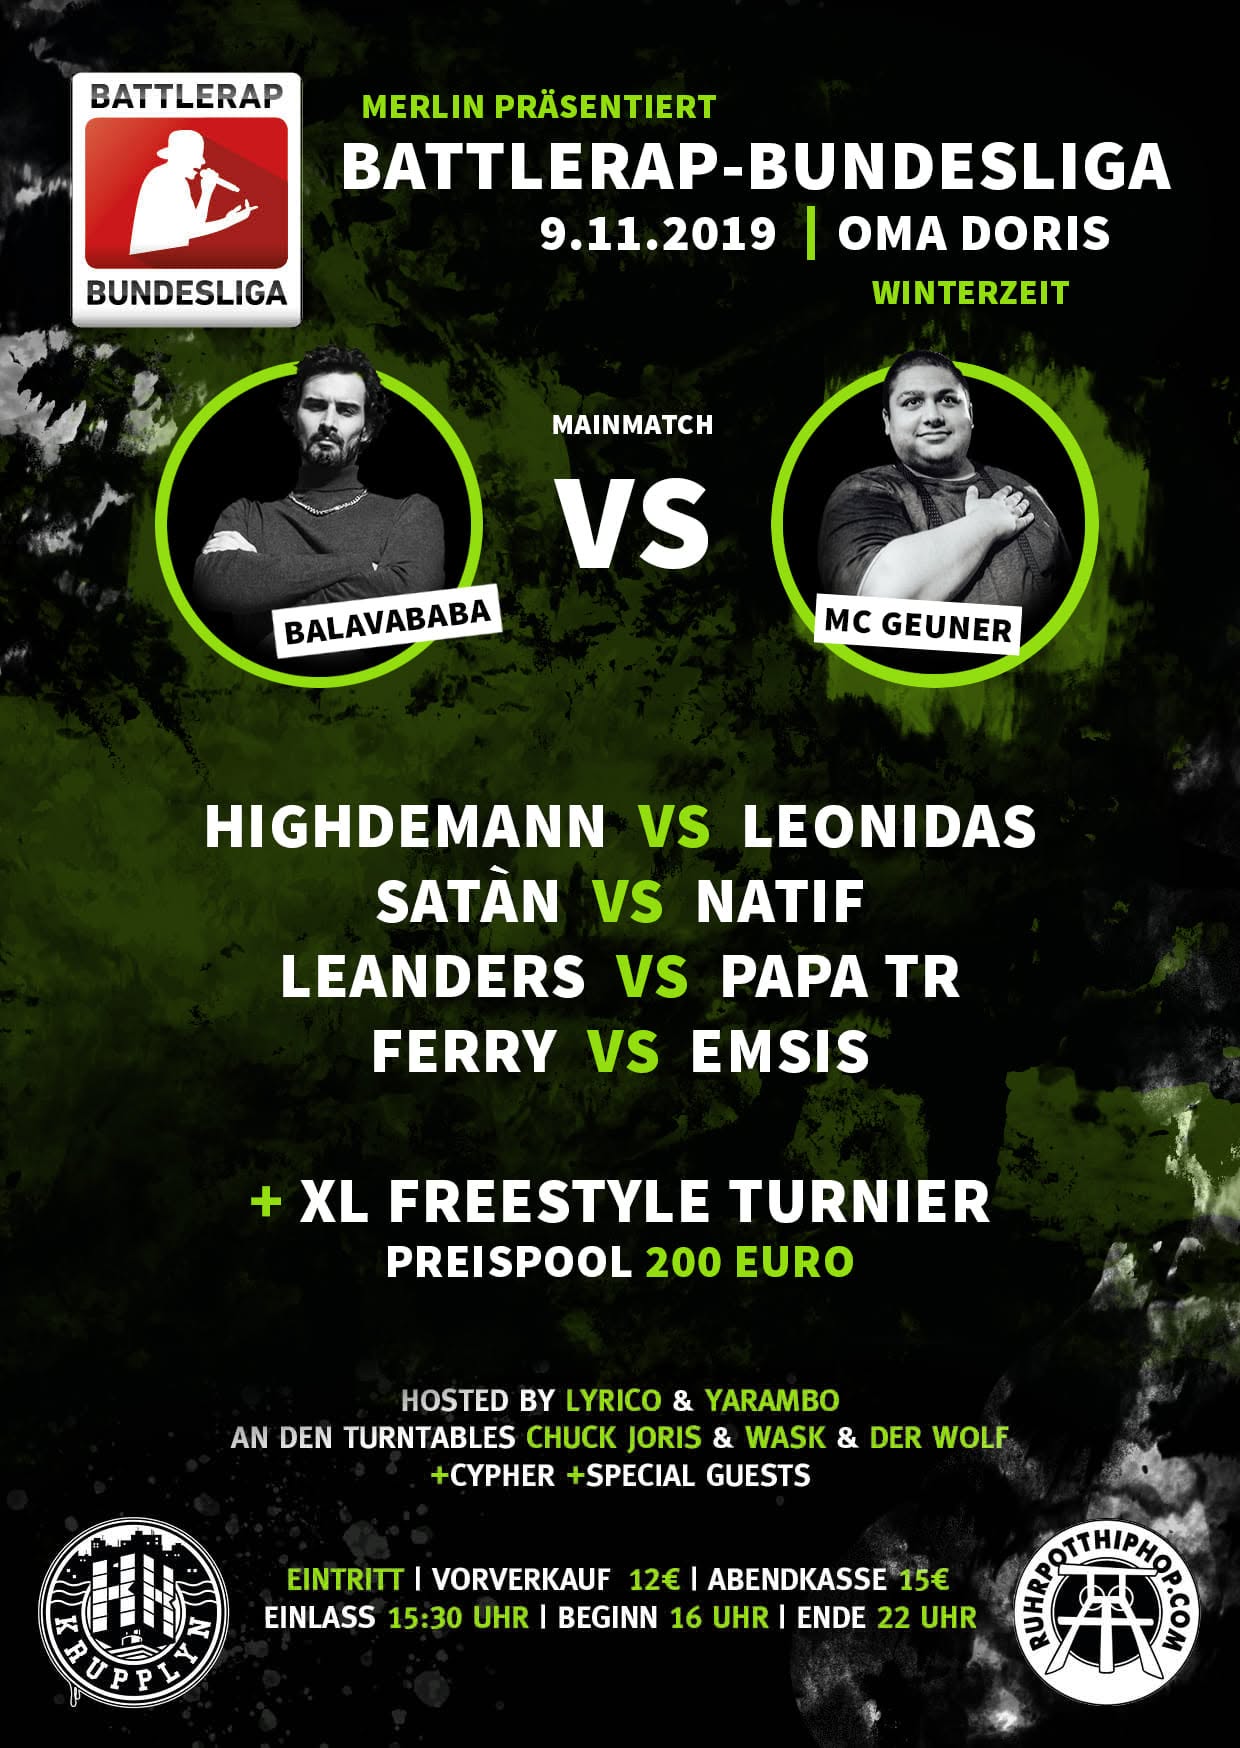 BATTLERAP
BUNDESLIGA
MERLIN PRÄSENTIERT
BATTLERAP-BUNDESLIGA
9.11.2019 | OMA DORIS
WINTERZEIT
MAINMATCH
VS
BALAVABABA
MC GEUNER
HIGHDEMANN VS LEONIDAS
SATÀN VS NATIF
LEANDERS VS PAPA TR
FERRY VS EMSIS
+ XL FREESTYLE TURNIER
PREISPOOL 200 EURO
HOSTED BY LYRICO & YARAMBO
AN DEN TURNTABLES CHUCK JORIS & WASK & DER WOLF
+CYPHER +SPECIAL GUESTS
EINTRITT | VORVERKAUF 12€ | ABENDKASSE 15€
EINLASS 15:30 UHR | BEGINN 16 UHR | ENDE 22 UHR
KRUPPLYN
RUHRPOTTHIPHOP.COM